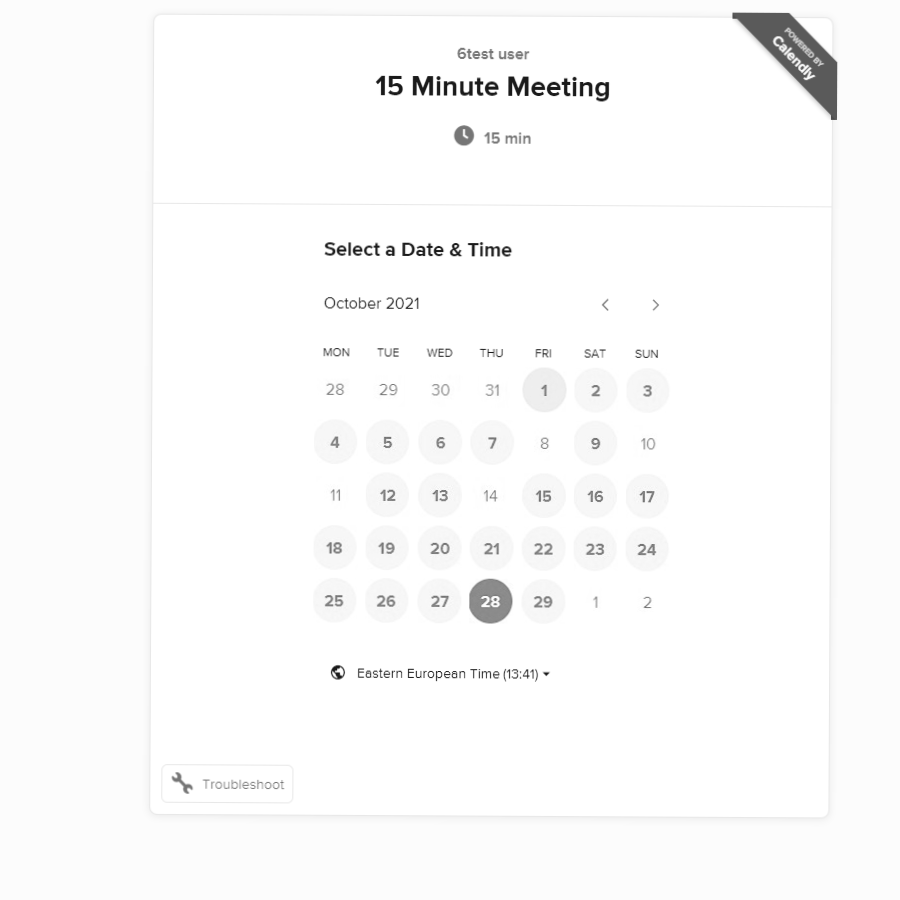 POWERED BY
Calendly
6test user
15 Minute Meeting
15 min
Select a Date & Time
October 2021
MON TUE WED THU FRI SAT SUN
28 29 30 31 1 2 3
4 5 6 7 8 9 10
11 12 13 14 15 16 17
18 19 20 21 22 23 24
25 26 27 28 29 1 2
Eastern European Time (13:41)
Troubleshoot